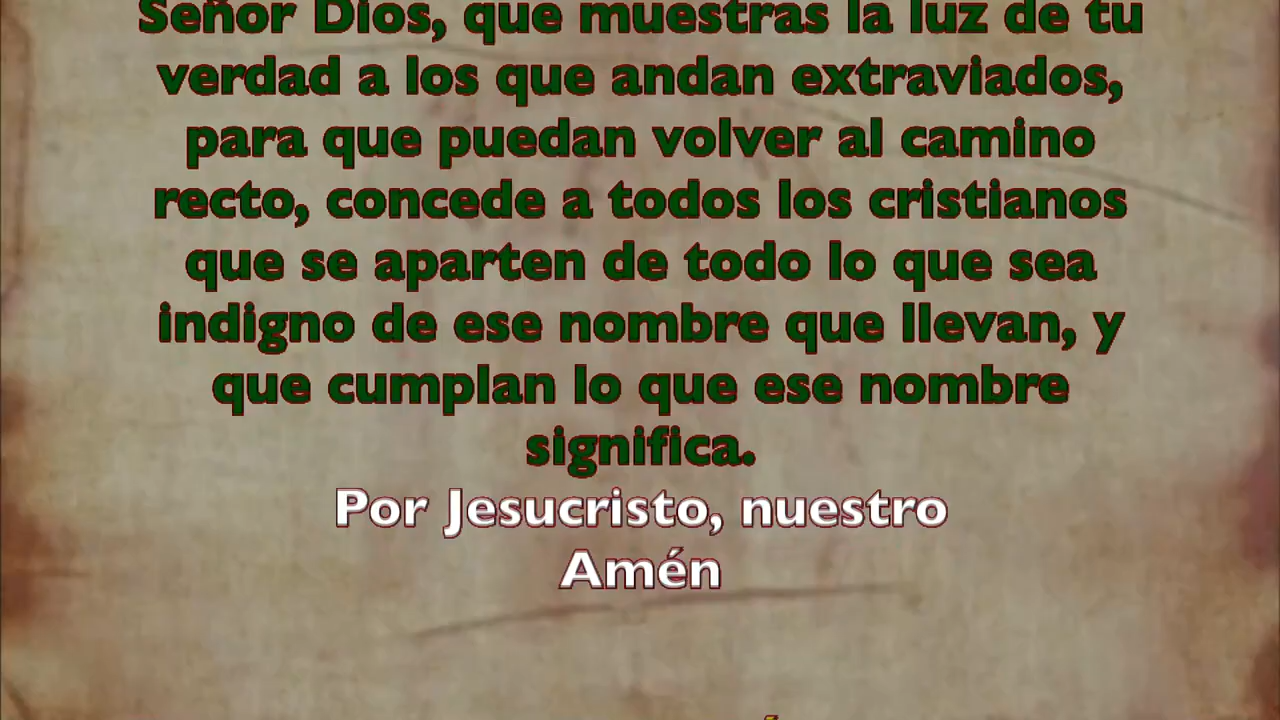 Señor Dios, que muestras la luz de tu
verdad a los que andan extraviados,
para que puedan volver al camino
recto, concede a todos los cristianos
que se aparten de todo lo que sea
indigno de ese nombre que llevan, y
que cumplan lo que ese nombre
significa.
Por Jesucristo, nuestro
Amén